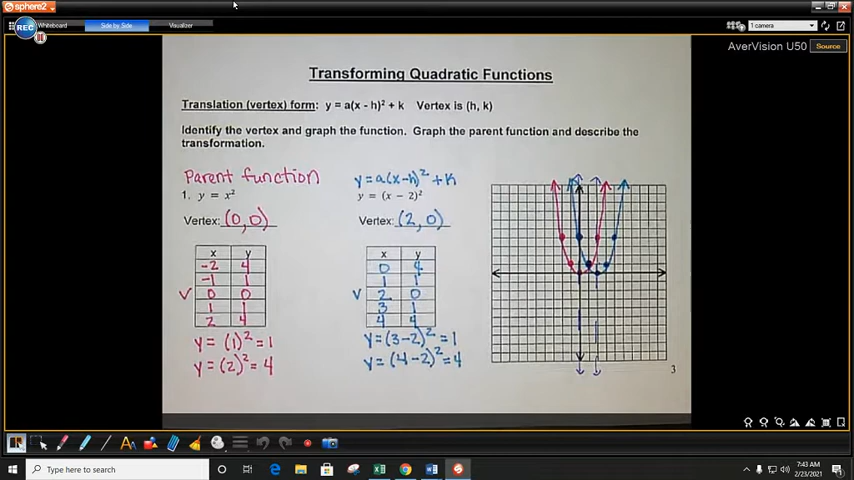 sphere2
Whiteboard
Side by Side
Visualizer
1 camera
REC
AverVision U50
Source
Transforming Quadratic Functions
Translation (vertex) form: y = a(x - h)² + k Vertex is (h, k)
Identify the vertex and graph the function. Graph the parent function and describe the
transformation.
Parent function
1. y = x²
Vertex: (0,0)
x y
-2 4
-1 1
V 0 0
1 1
2 4
y = (1)² = 1
y = (2)² = 4
y = a(x-h)² + k
y = (x − 2)²
Vertex: (2,0)
x y
0 4
1 1
V 2 0
3 1
4 4
y = (3-2)² = 1
y = (4-2)² = 4
3
Type here to search
7:43 AM
2/23/2021